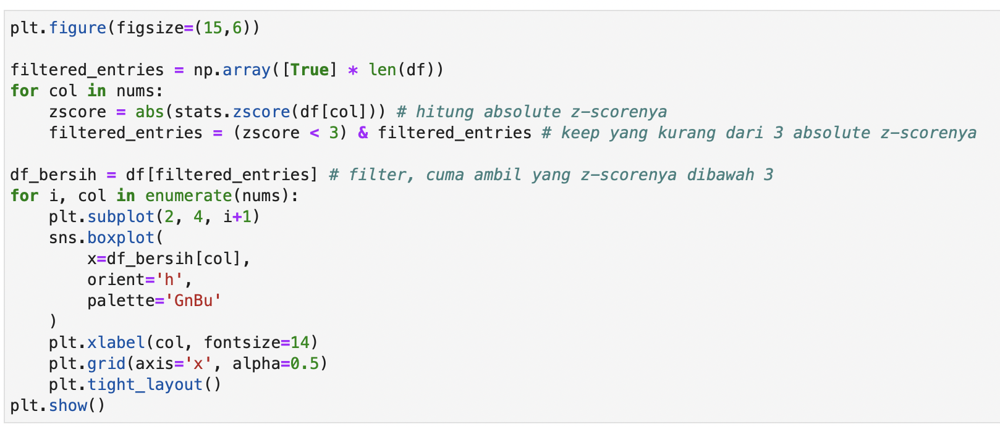 plt.figure(figsize=(15,6))

filtered_entries = np.array([True] * len(df))
for col in nums:
    zscore = abs(stats.zscore(df[col])) # hitung absolute z-scorenya
    filtered_entries = (zscore < 3) & filtered_entries # keep yang kurang dari 3 absolute z-scorenya

df_bersih = df[filtered_entries] # filter, cuma ambil yang z-scorenya dibawah 3
for i, col in enumerate(nums):
    plt.subplot(2, 4, i+1)
    sns.boxplot(
        x=df_bersih[col],
        orient='h',
        palette='GnBu'
    )
    plt.xlabel(col, fontsize=14)
    plt.grid(axis='x', alpha=0.5)
    plt.tight_layout()
plt.show()